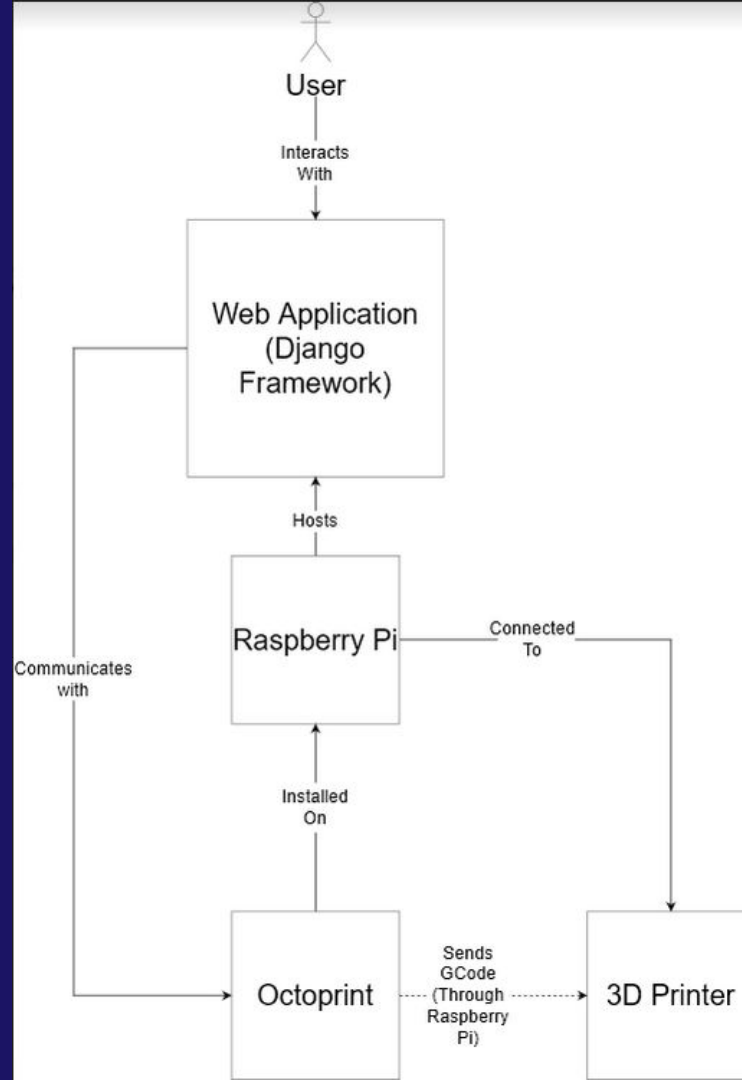 User
Interacts
With
Web Application
(Django
Framework)
Hosts
Raspberry Pi
Connected
To
Communicates
with
Installed
On
Octoprint
Sends
GCode
(Through
Raspberry
Pi)
3D Printer